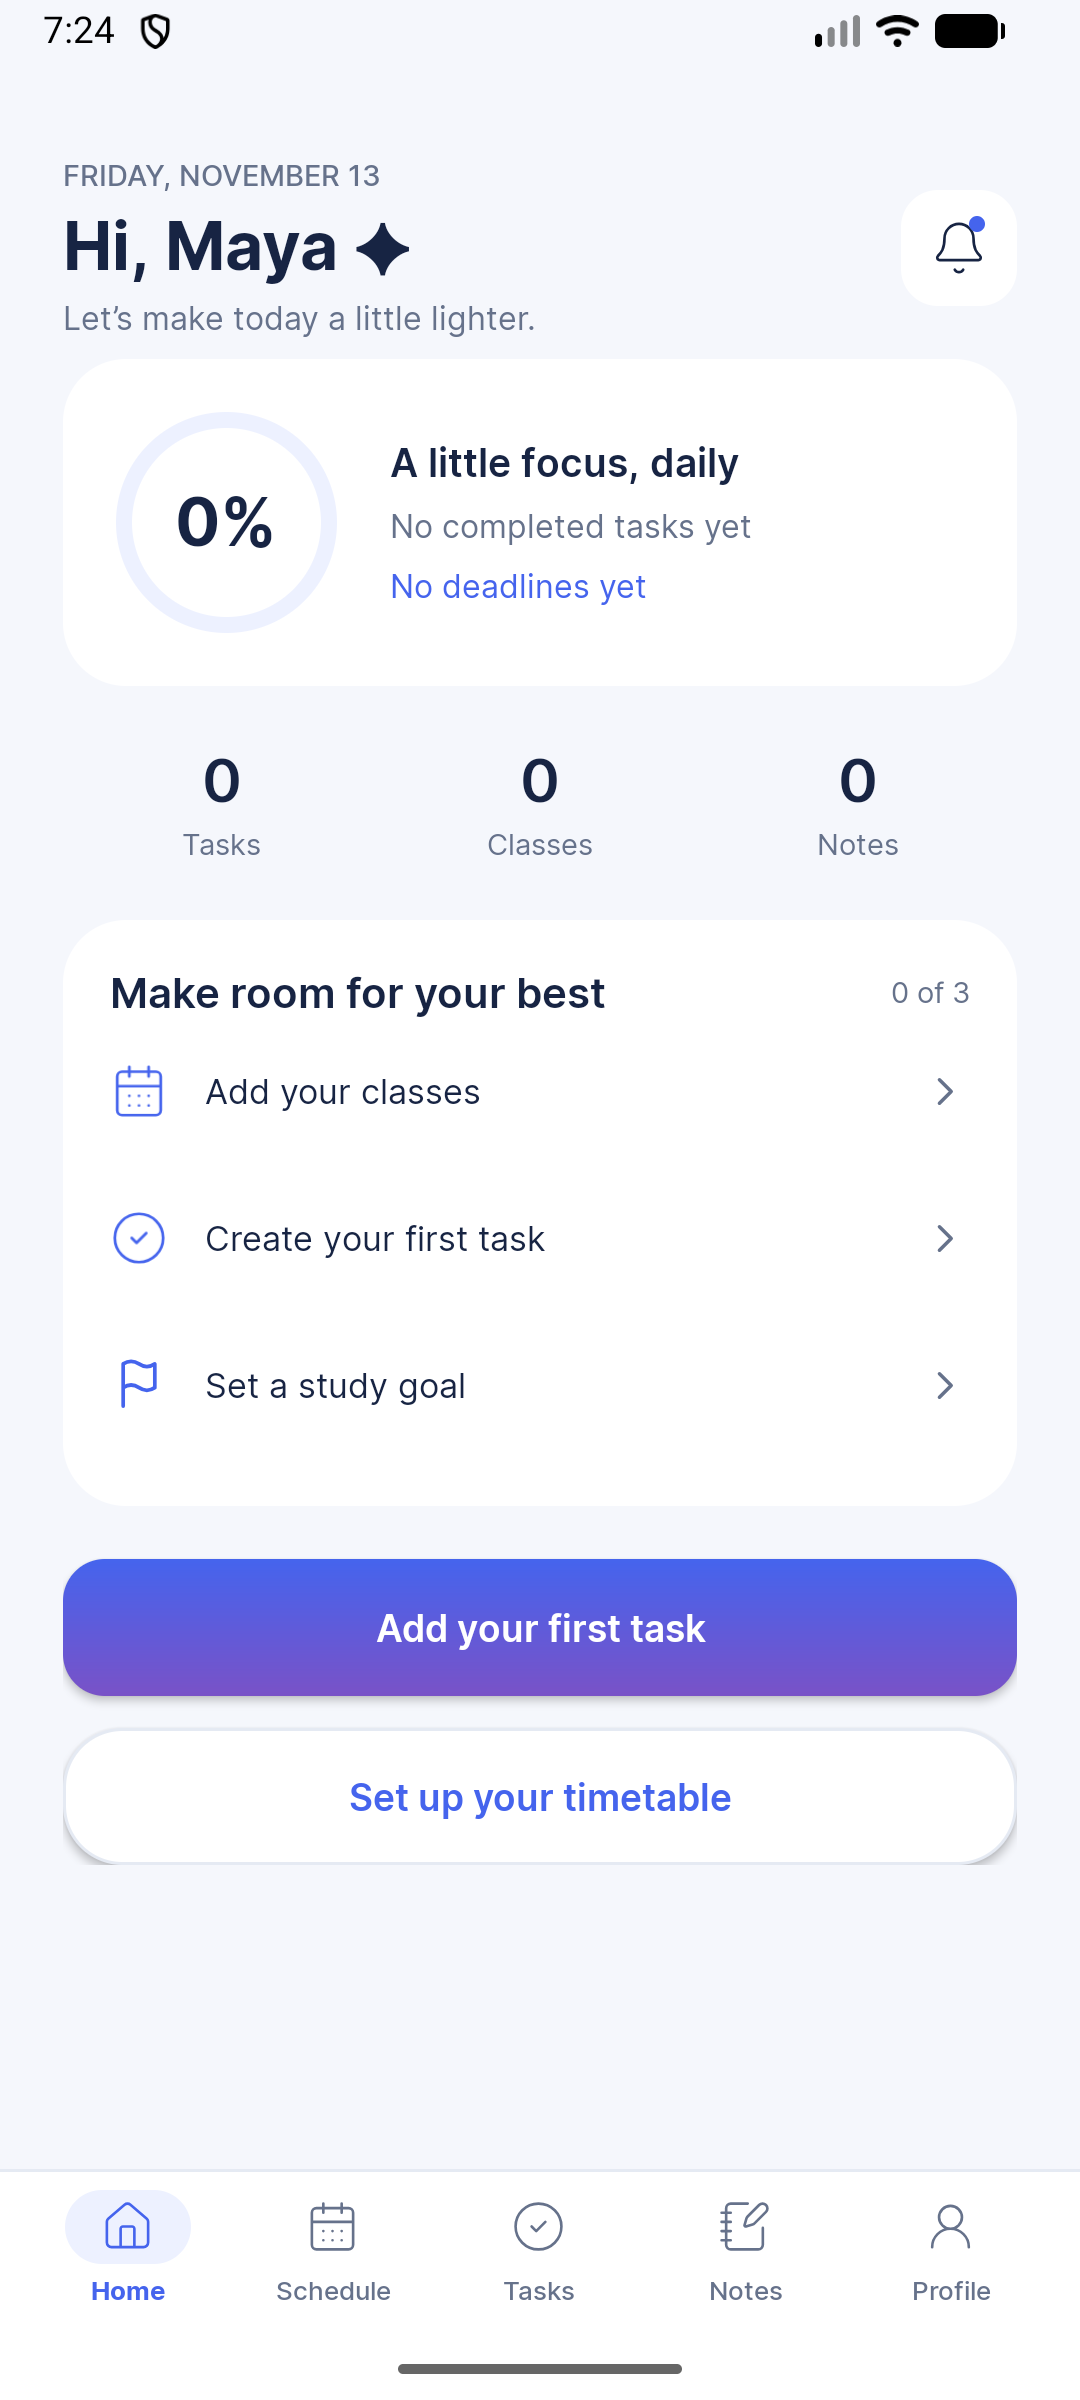 7:24
FRIDAY, NOVEMBER 13
Hi, Maya ✦
Let’s make today a little lighter.
0%
A little focus, daily
No completed tasks yet
No deadlines yet
0 0 0
Tasks Classes Notes
Make room for your best 0 of 3
Add your classes
Create your first task
Set a study goal
Add your first task
Set up your timetable
Home Schedule Tasks Notes Profile